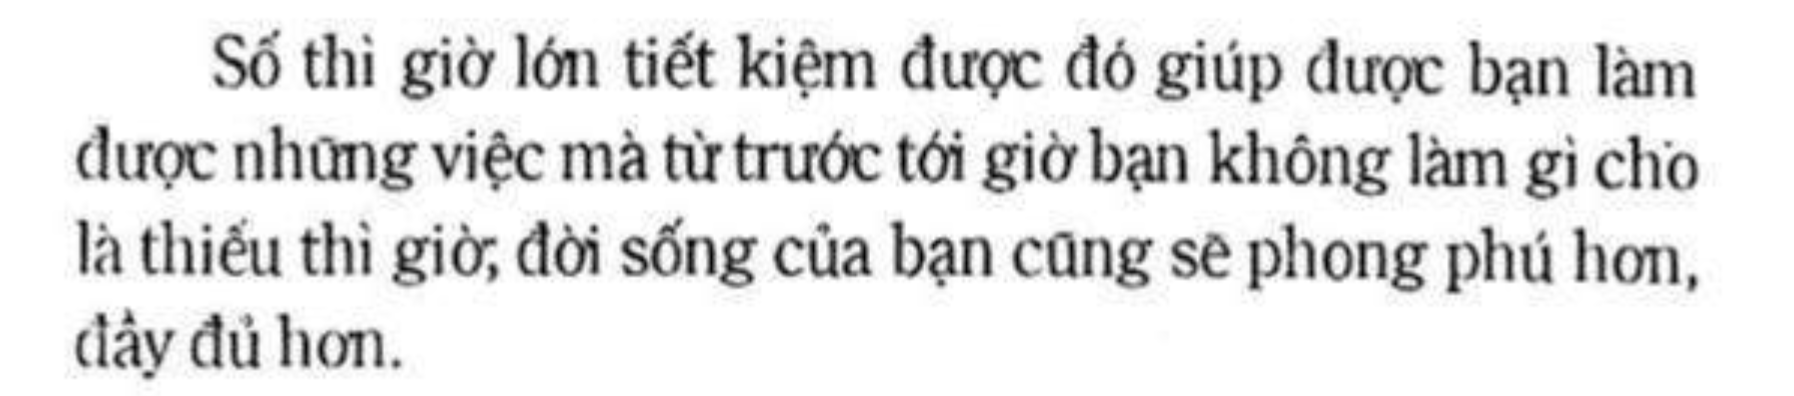 Số thì giờ lớn tiết kiệm được đó giúp được bạn làm
được những việc mà từ trước tới giờ bạn không làm gì cho
là thiếu thì giờ; đời sống của bạn cũng sẽ phong phú hơn,
đầy đủ hơn.